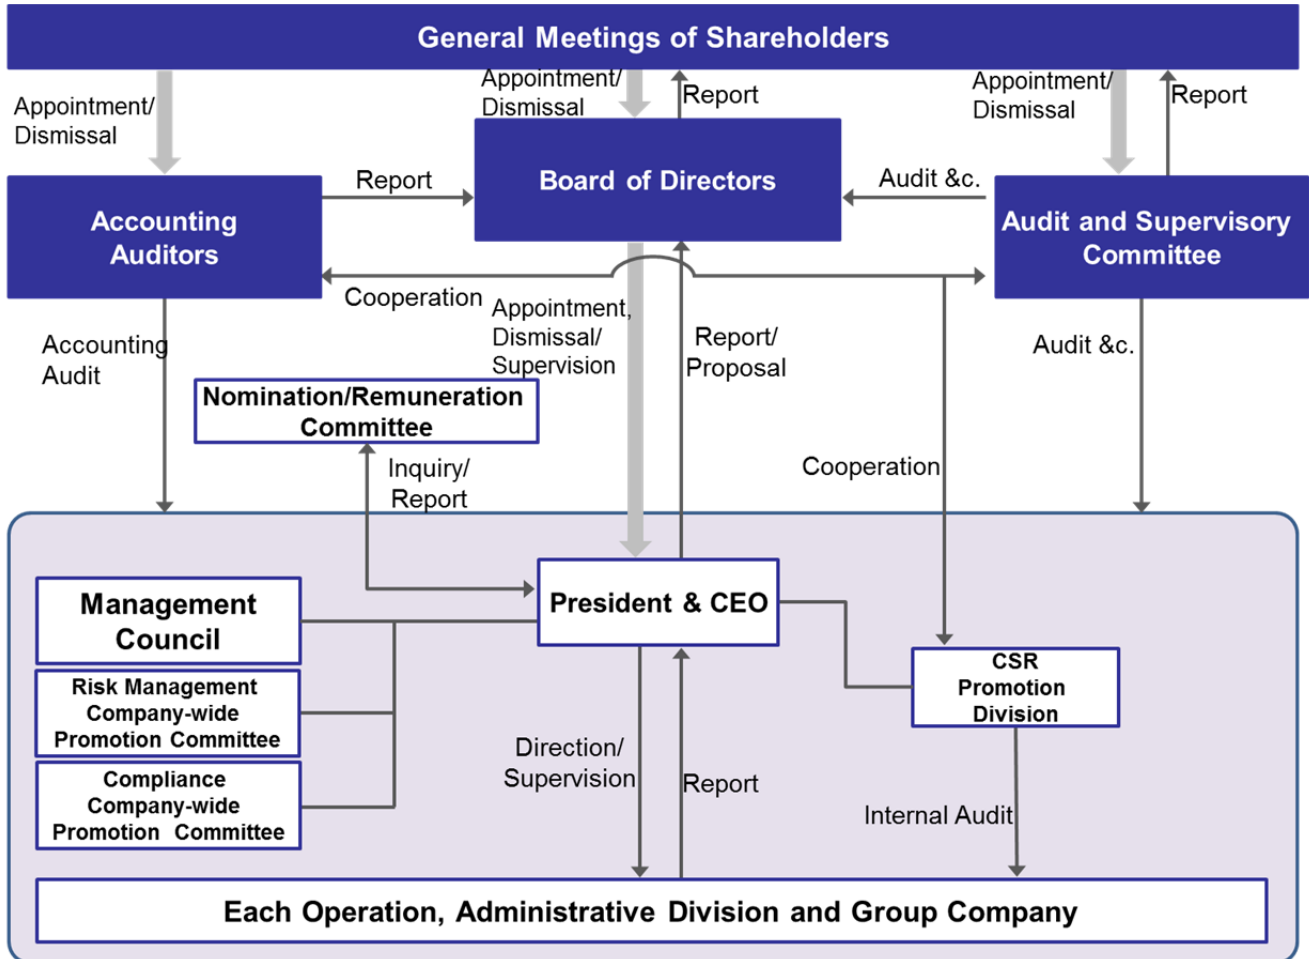 General Meetings of Shareholders
Appointment/
Dismissal
Appointment/
Dismissal
Report
Appointment/
Dismissal
Report
Accounting
Auditors
Report
Board of Directors
Audit &c.
Audit and Supervisory
Committee
Cooperation
Accounting
Audit
Appointment,
Dismissal/
Supervision
Report/
Proposal
Audit &c.
Nomination/Remuneration
Committee
Inquiry/
Report
Cooperation
Management
Council
President & CEO
Risk Management
Company-wide
Promotion Committee
CSR
Promotion
Division
Compliance
Company-wide
Promotion Committee
Direction/
Supervision
Report
Internal Audit
Each Operation, Administrative Division and Group Company